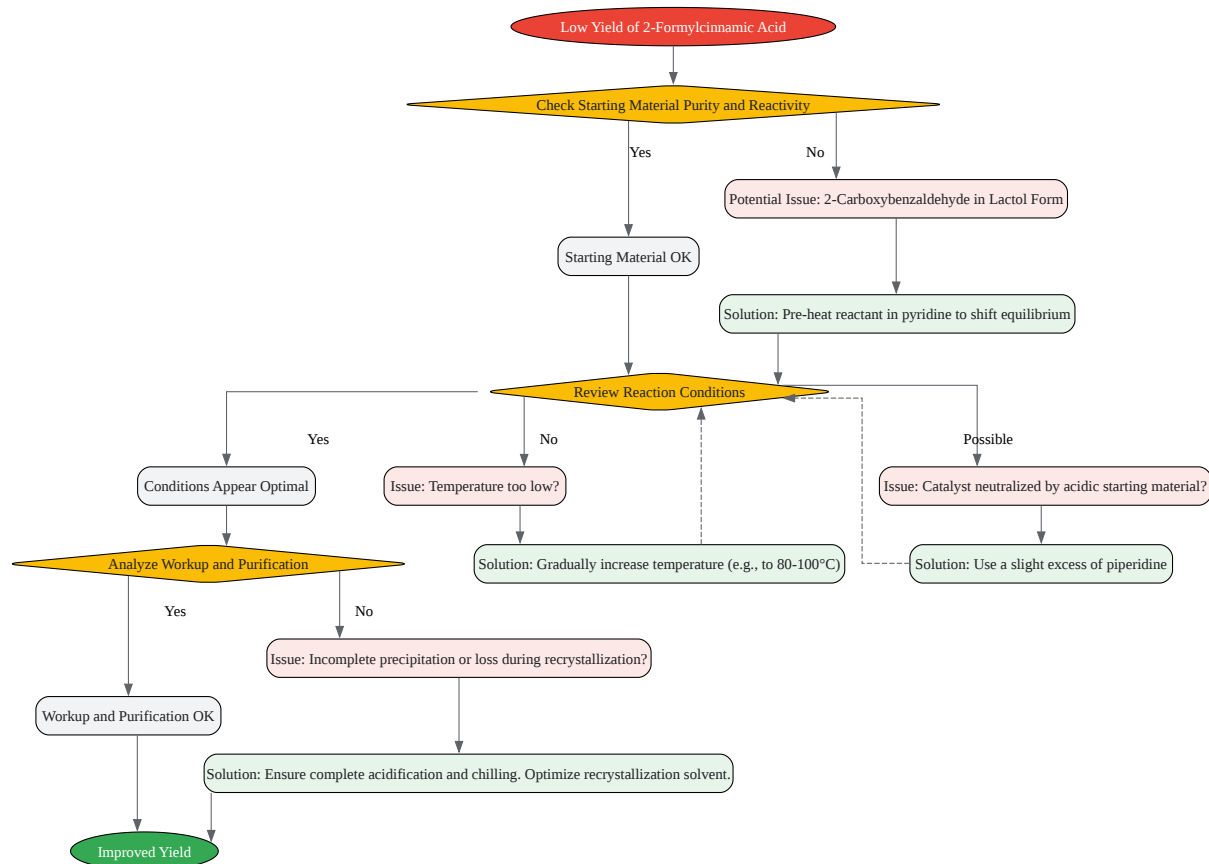 Low Yield of 2-Formylcinnamic Acid
Check Starting Material Purity and Reactivity
Yes
No
Potential Issue: 2-Carboxybenzaldehyde in Lactol Form
Starting Material OK
Solution: Pre-heat reactant in pyridine to shift equilibrium
Review Reaction Conditions
Yes
No
Possible
Conditions Appear Optimal
Issue: Temperature too low?
Issue: Catalyst neutralized by acidic starting material?
Analyze Workup and Purification
Solution: Gradually increase temperature (e.g., to 80-100°C)
Solution: Use a slight excess of piperidine
Yes
No
Issue: Incomplete precipitation or loss during recrystallization?
Workup and Purification OK
Solution: Ensure complete acidification and chilling. Optimize recrystallization solvent.
Improved Yield